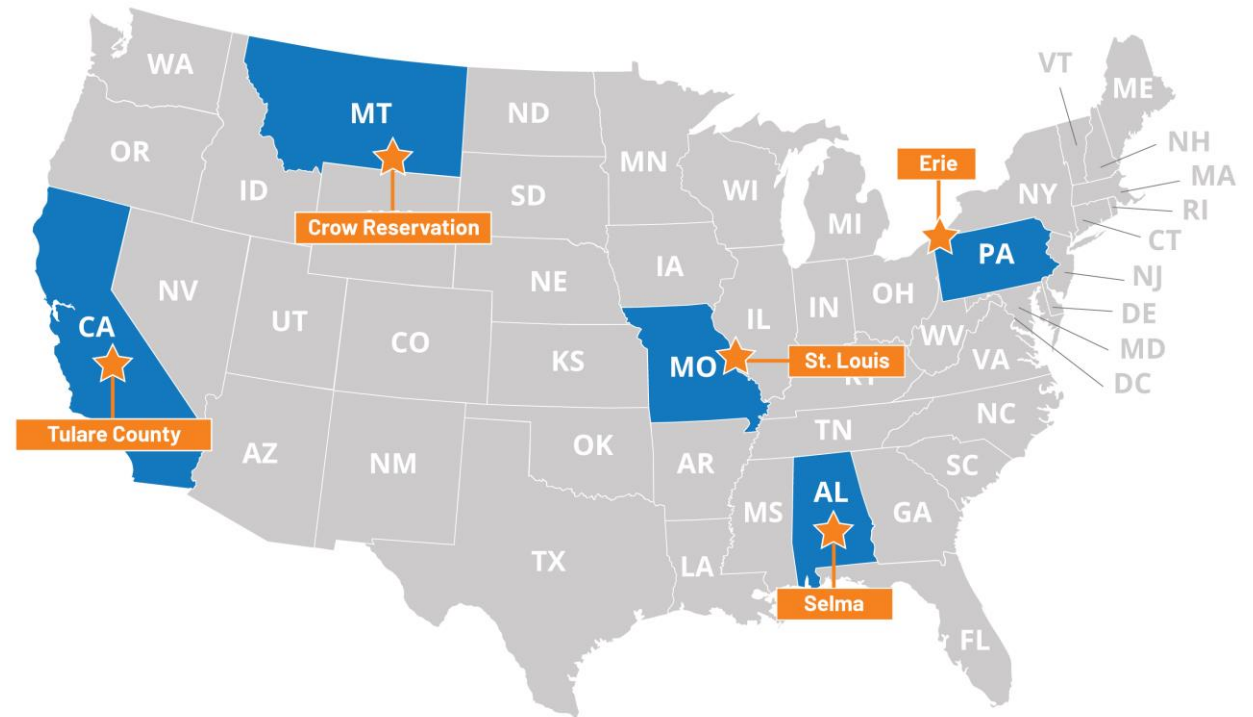 WA
MT
ND
MN
VT
ME
OR
ID
SD
WI
MI
NY
NH
MA
RI
CT
Erie
Crow Reservation
NV
UT
CO
NE
IA
IL
IN
OH
PA
NJ
DE
MD
DC
CA
KS
MO
St. Louis
WV
VA
KY
Tulare County
AZ
NM
OK
AR
TN
NC
SC
MS
AL
GA
TX
LA
Selma
FL